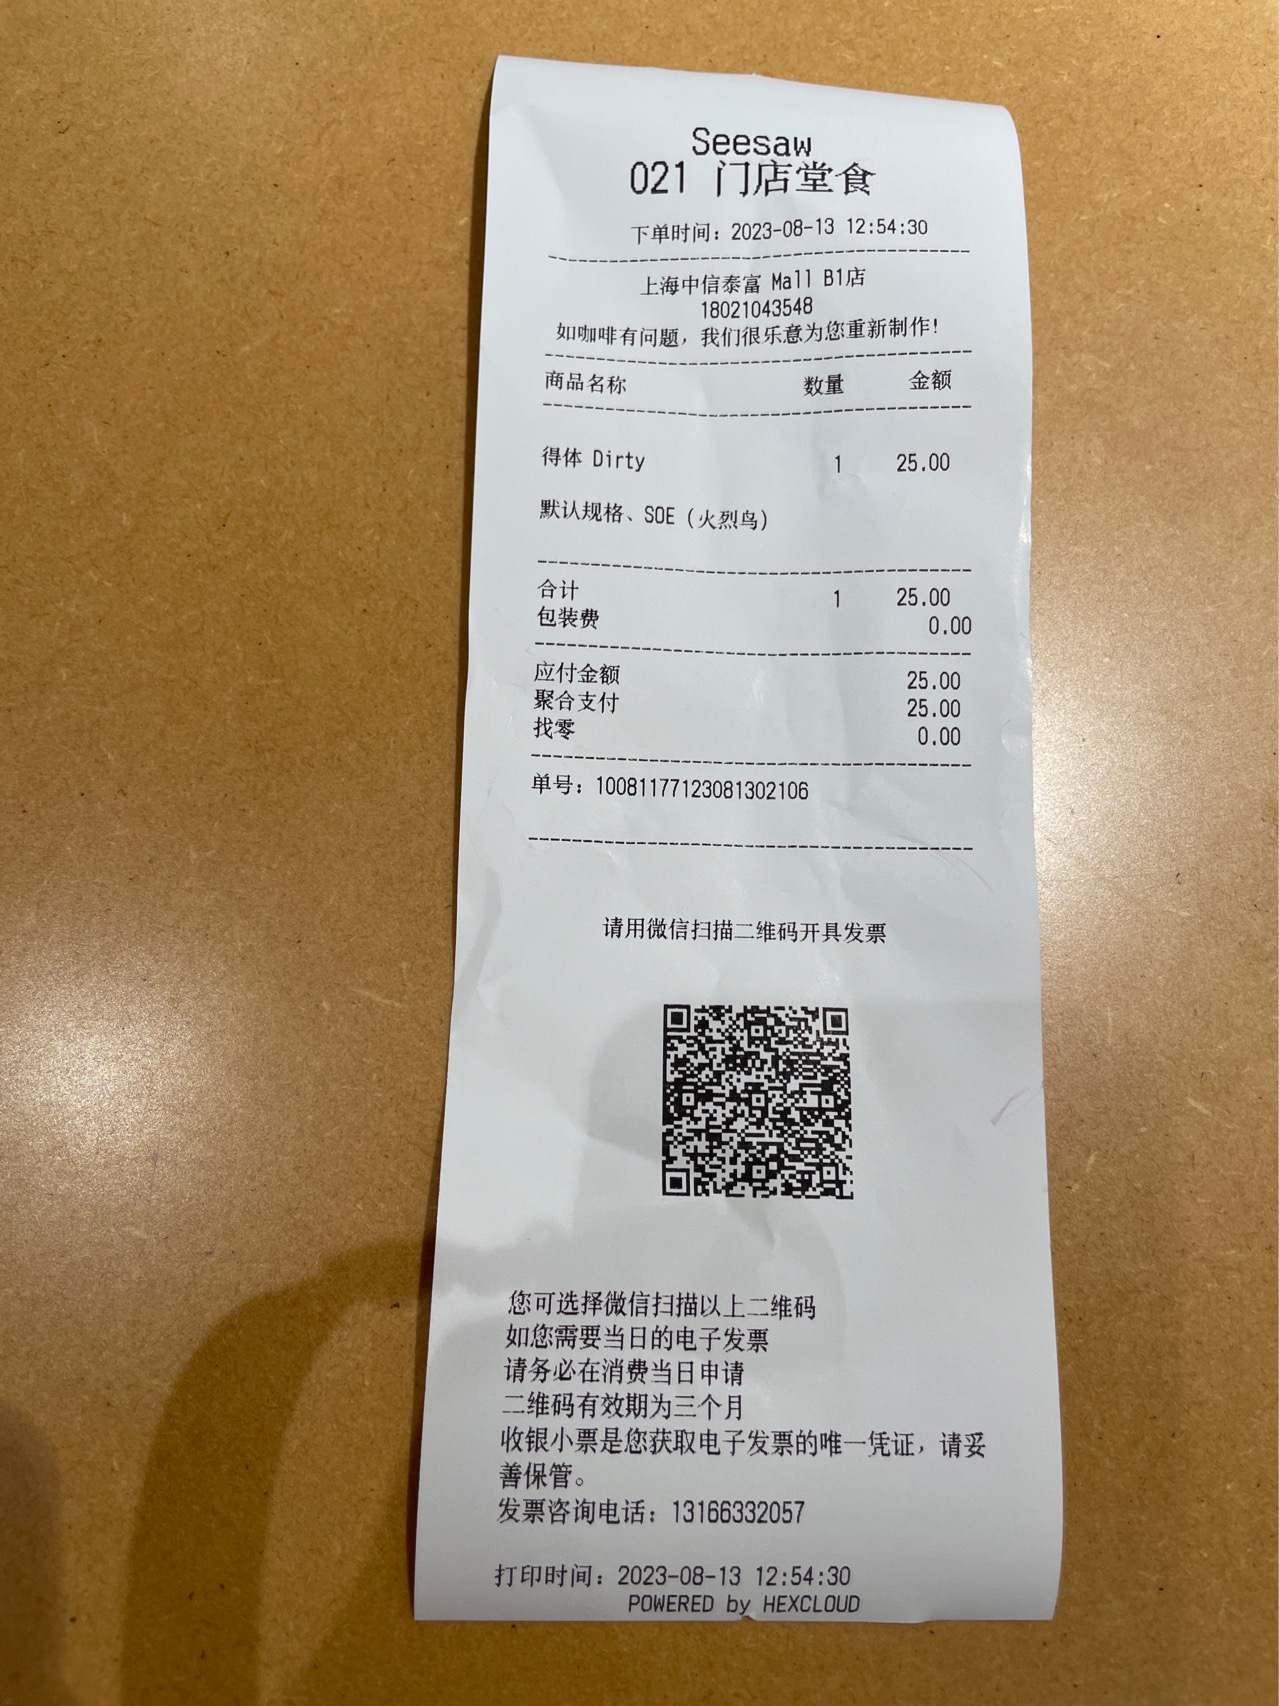 Seesaw
021 门店堂食
下单时间：2023-08-13 12:54:30
上海中信泰富 Mall B1店
18021043548
如咖啡有问题，我们很乐意为您重新制作！
商品名称 数量 金额
得体 Dirty 1 25.00
默认规格、SOE（火烈鸟）
合计 1 25.00
包装费 0.00
应付金额 25.00
聚合支付 25.00
找零 0.00
单号：10081177123081302106
请用微信扫描二维码开具发票
您可选择微信扫描以上二维码
如您需要当日的电子发票
请务必在消费当日申请
二维码有效期为三个月
收银小票是您获取电子发票的唯一凭证，请妥
善保管。
发票咨询电话：13166332057
打印时间：2023-08-13 12:54:30
POWERED by HEXCLOUD